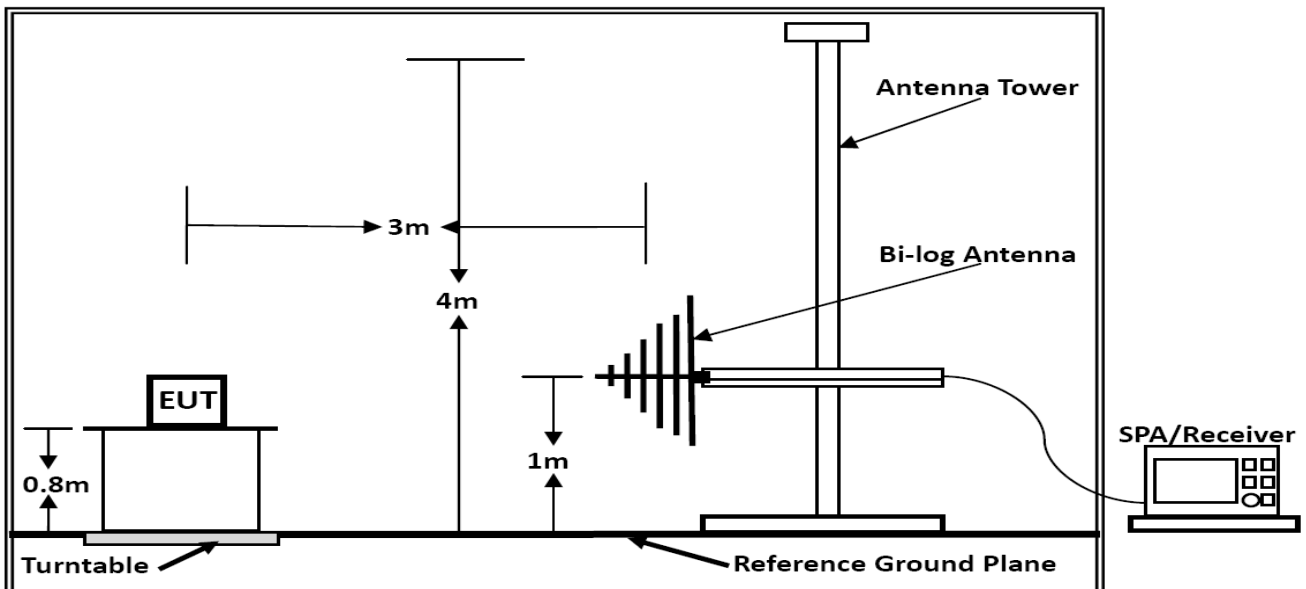 Antenna Tower
3m
Bi-log Antenna
4m
EUT
SPA/Receiver
1m
0.8m
Turntable
Reference Ground Plane